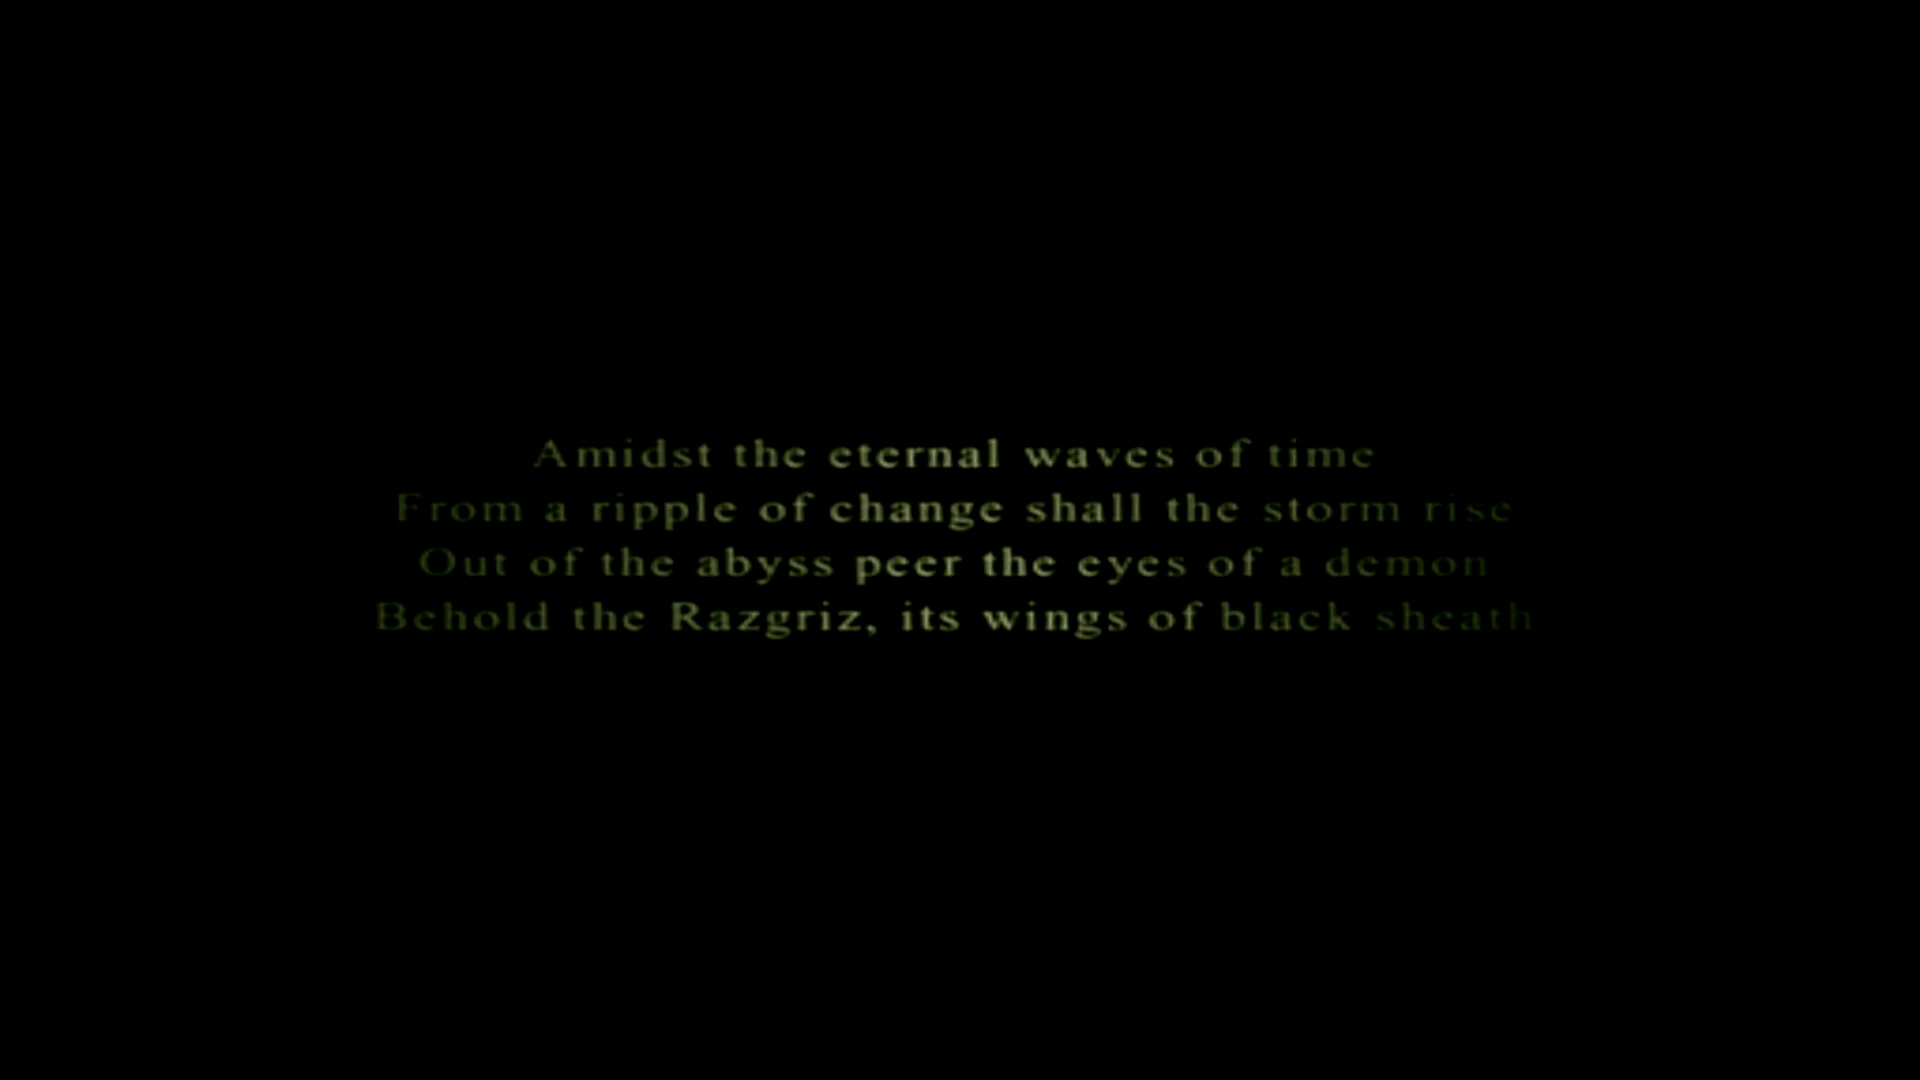 Amidst the eternal waves of time
From a ripple of change shall the storm rise
Out of the abyss peer the eyes of a demon
Behold the Razgriz, its wings of black sheath